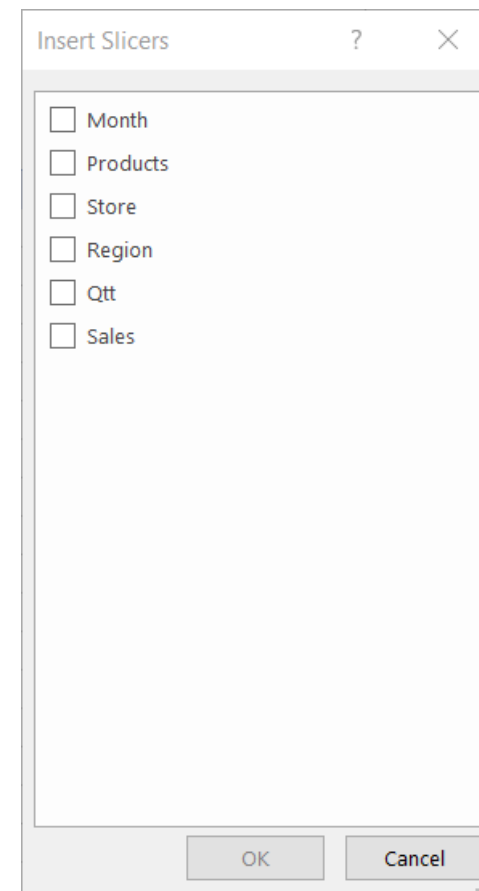 Insert Slicers ?
Month
Products
Store
Region
Qtt
Sales
OK Cancel